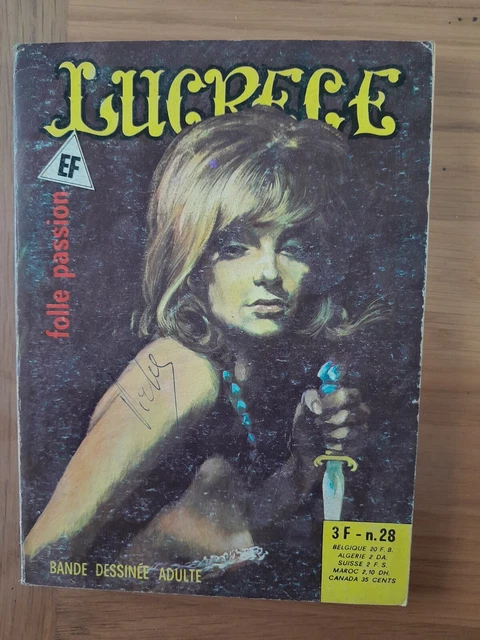 LUCRECE
EF
folle passion
3 F - n. 28
BELGIQUE 20 F. B.
ALGERIE 2 DA.
SUISSE 2 F. S.
MAROC 2,10 DH.
CANADA 35 CENTS
BANDE DESSINÉE ADULTE